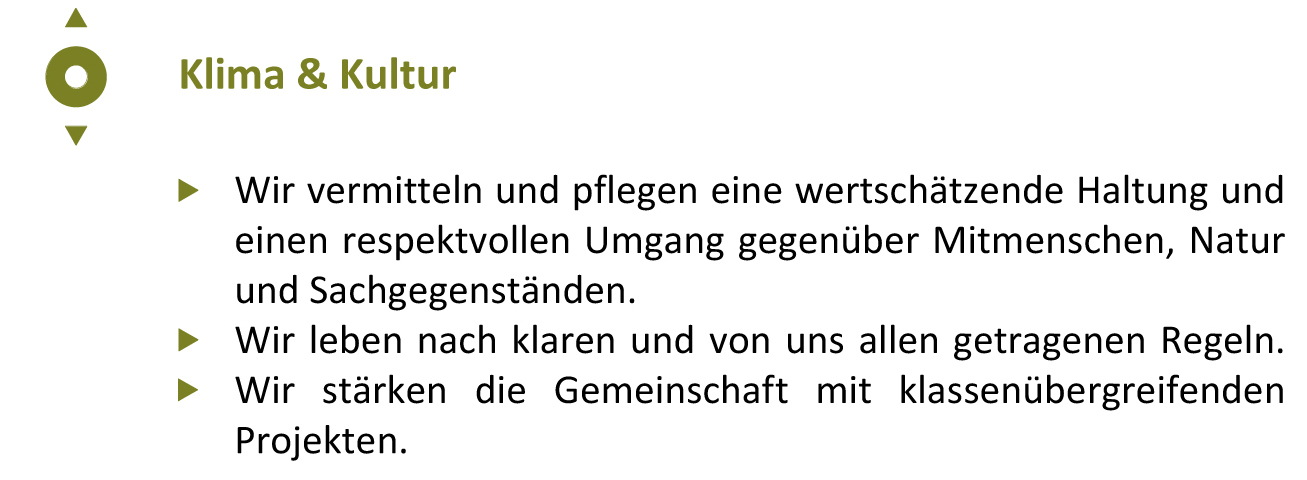 Klima & Kultur
Wir vermitteln und pflegen eine wertschätzende Haltung und
einen respektvollen Umgang gegenüber Mitmenschen, Natur
und Sachgegenständen.
Wir leben nach klaren und von uns allen getragenen Regeln.
Wir stärken die Gemeinschaft mit klassenübergreifenden
Projekten.